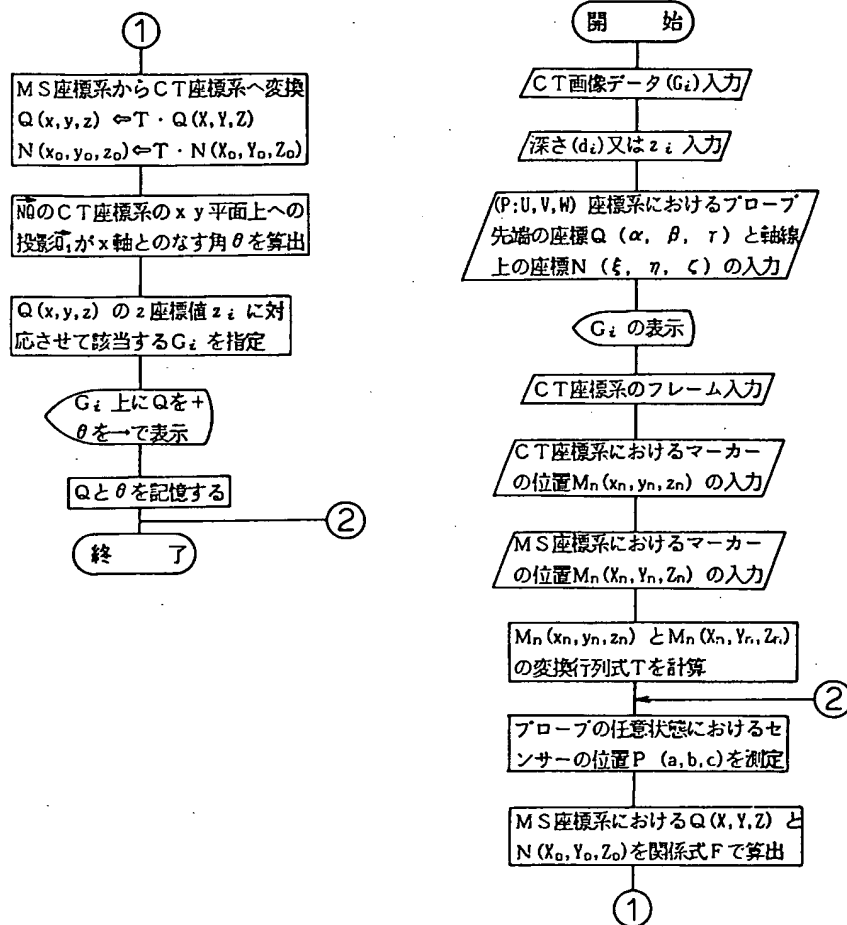 開 始
CT画像データ(Gi)入力
深さ(di)又はzi 入力
(P:U,V,W) 座標系におけるプローブ
先端の座標Q (α, β, γ) と軸線
上の座標N (ξ, η, ζ) の入力
Gi の表示
CT座標系のフレーム入力
CT座標系におけるマーカー
の位置Mn(xn,yn,zn) の入力
MS座標系におけるマーカー
の位置Mn(Xn,Yn,Zn) の入力
Mn(xn,yn,zn) とMn(Xn,Yn,Zn)
の変換行列式Tを計算
②
プローブの任意状態におけるセ
ンサーの位置P (a,b,c)を測定
MS座標系におけるQ(X,Y,Z) と
N(X0,Y0,Z0)を関係式Fで算出
①
①
MS座標系からCT座標系へ変換
Q(x,y,z) ⇐T・Q(X,Y,Z)
N(x0,y0,z0)⇐T・N(X0,Y0,Z0)
N⃗Q⃗のCT座標系のxy平面上への
投影Q⃗1がx軸とのなす角θを算出
Q(x,y,z) のz座標値zi に対
応させて該当するGi を指定
Gi 上にQを+
θを→で表示
Qとθを記憶する
②
終 了